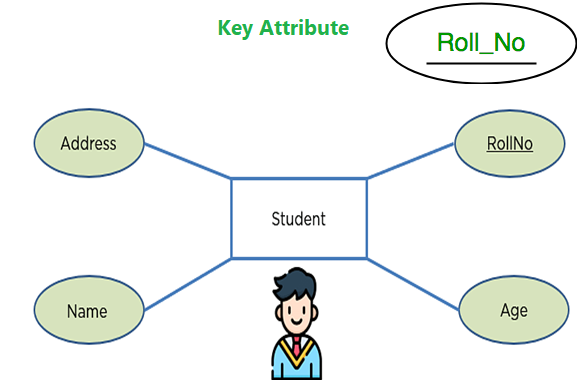 Key Attribute
Roll_No
Address
RollNo
Student
Name
Age